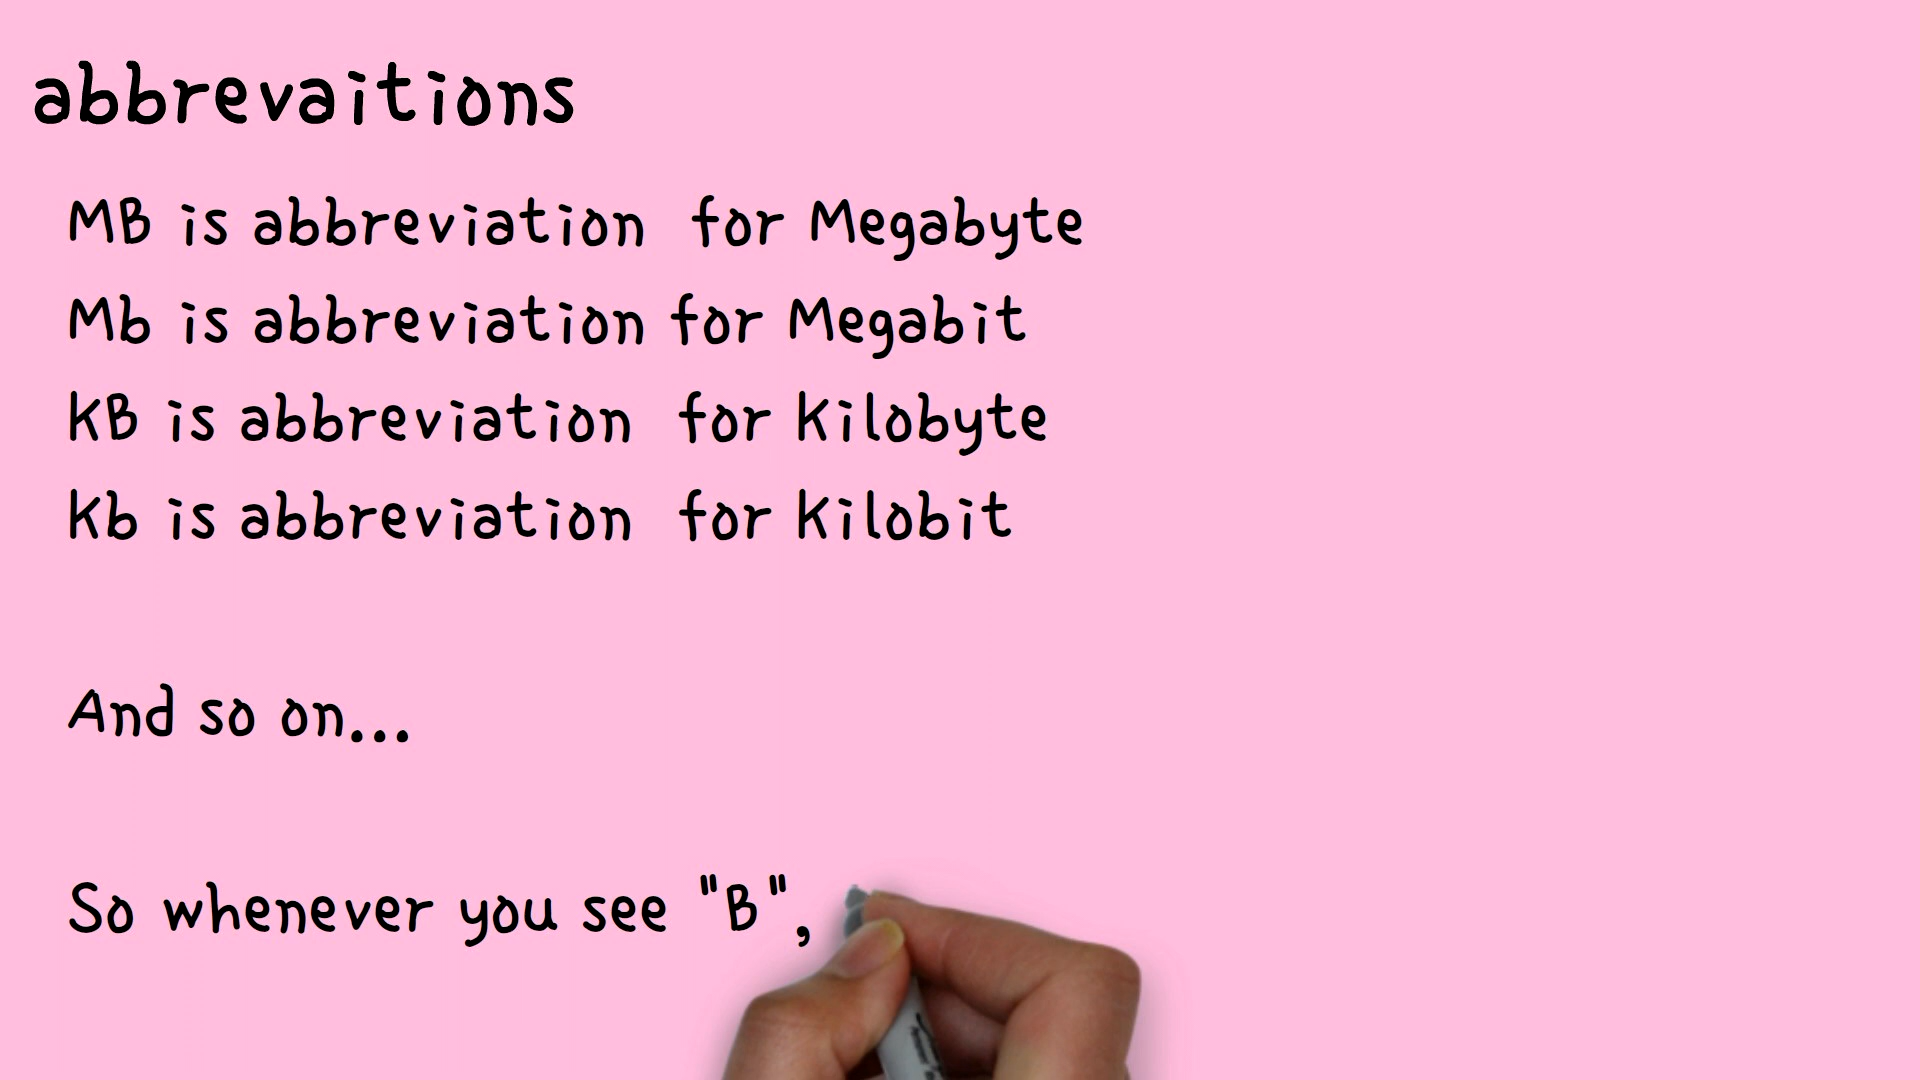 abbrevaitions
MB is abbreviation for Megabyte
Mb is abbreviation for Megabit
KB is abbreviation for Kilobyte
Kb is abbreviation for Kilobit
And so on...
So whenever you see "B",